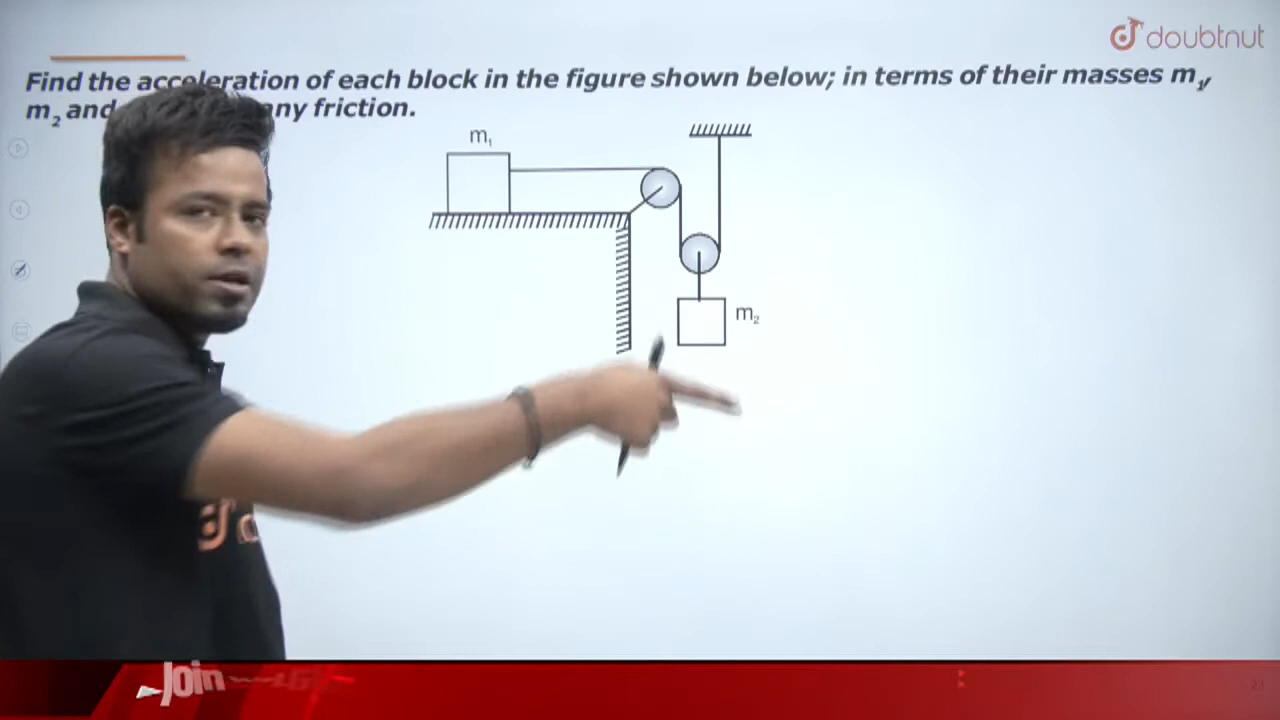 doubtnut
Find the acceleration of each block in the figure shown below; in terms of their masses m₁,
m₂ and any friction.
m₁
m₂
Join
23